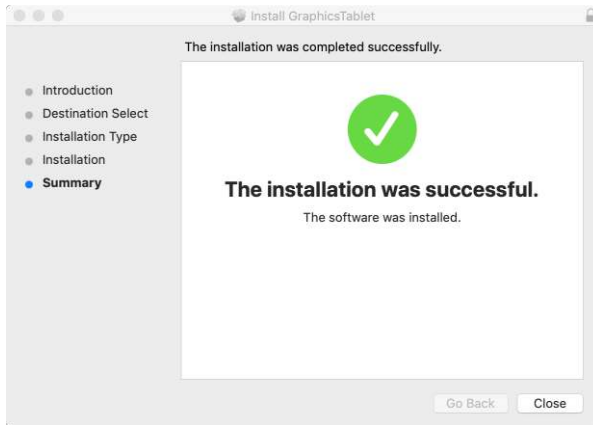 Install GraphicsTablet
The installation was completed successfully.
Introduction
Destination Select
Installation Type
Installation
Summary
The installation was successful.
The software was installed.
Go Back
Close